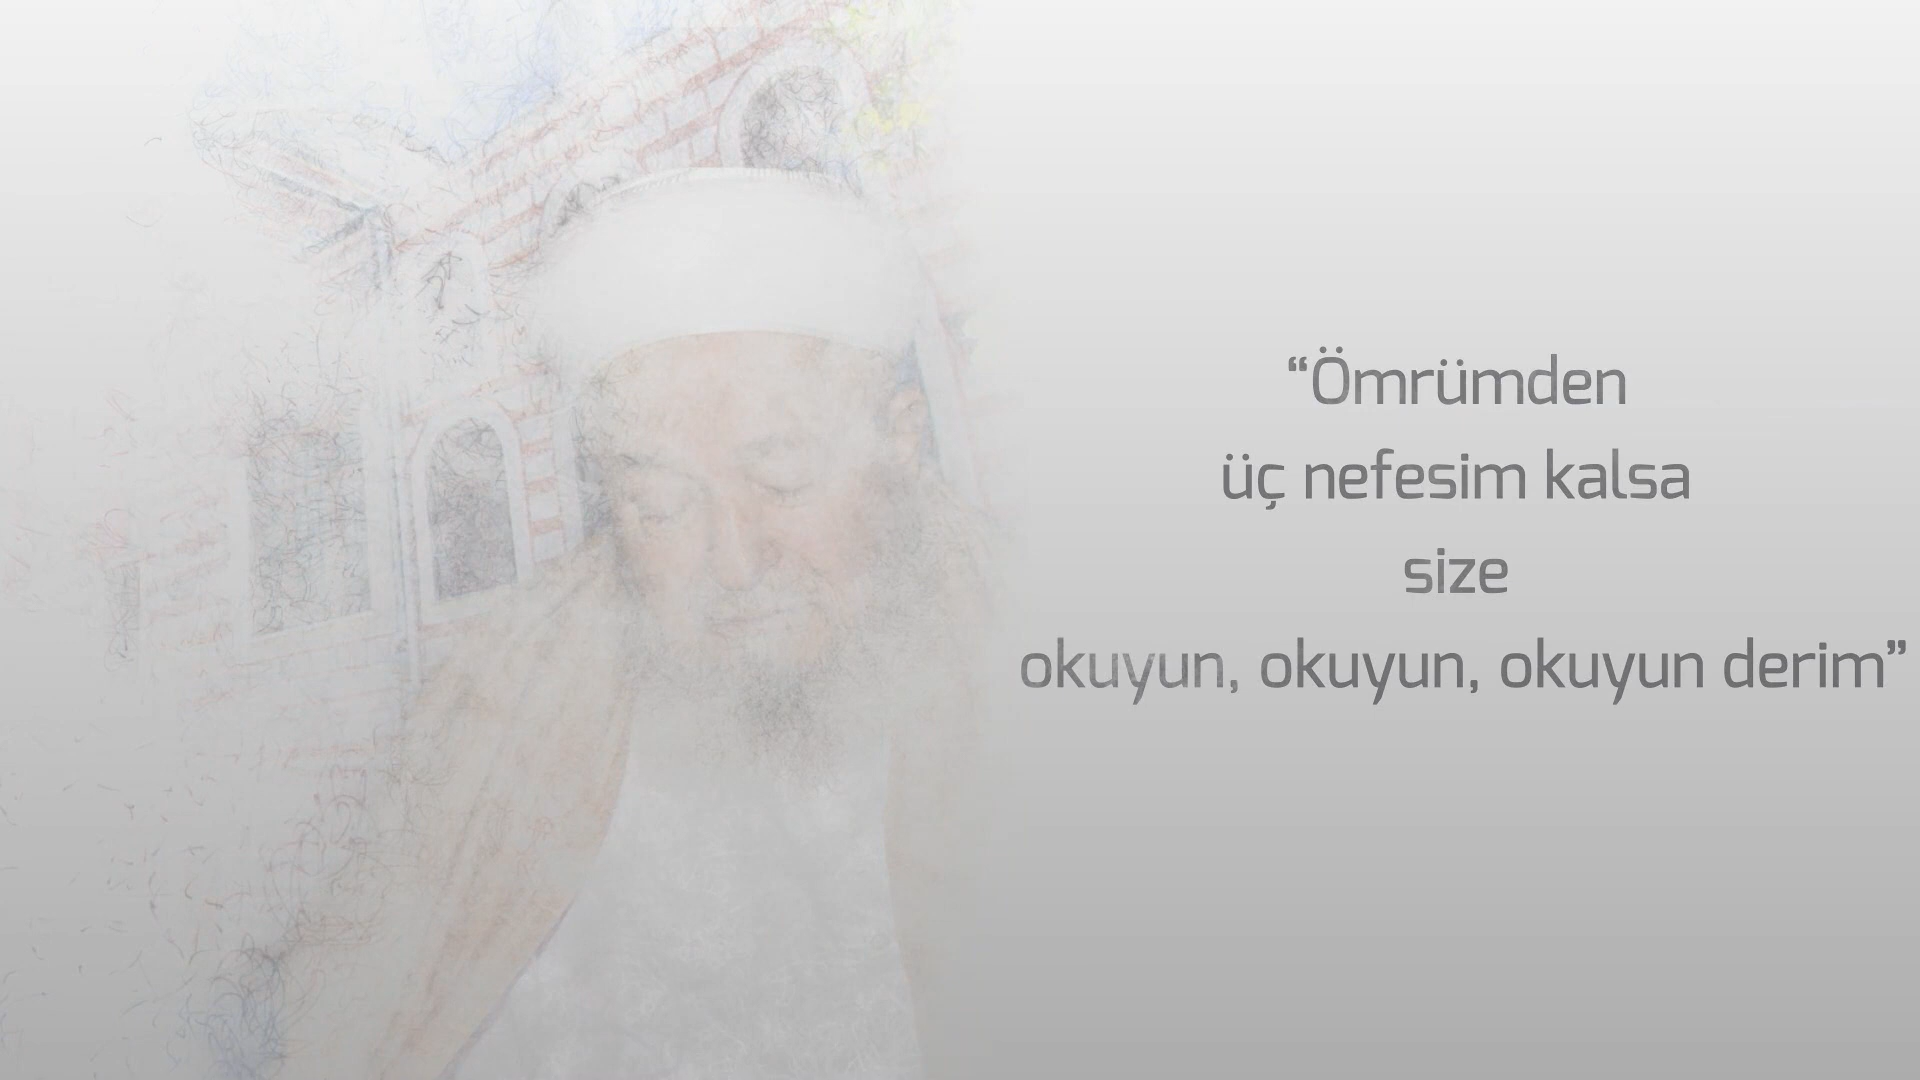 “Ömrümden
üç nefesim kalsa
size
okuyun, okuyun, okuyun derim”